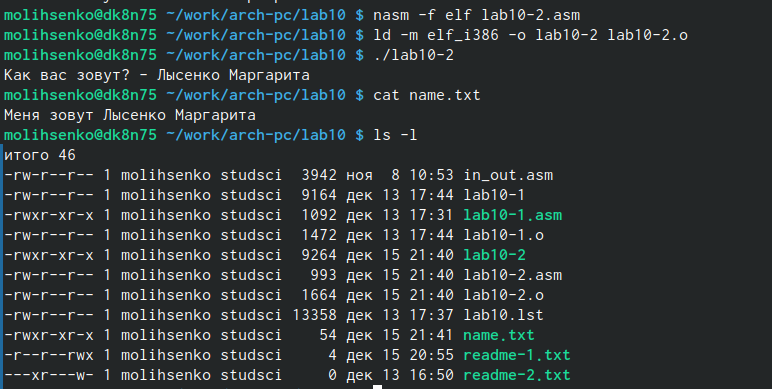 molihsenko@dk8n75 ~/work/arch-pc/lab10 $ nasm -f elf lab10-2.asm
molihsenko@dk8n75 ~/work/arch-pc/lab10 $ ld -m elf_i386 -o lab10-2 lab10-2.o
molihsenko@dk8n75 ~/work/arch-pc/lab10 $ ./lab10-2
Как вас зовут? - Лысенко Маргарита
molihsenko@dk8n75 ~/work/arch-pc/lab10 $ cat name.txt
Меня зовут Лысенко Маргарита
molihsenko@dk8n75 ~/work/arch-pc/lab10 $ ls -l
итого 46
-rw-r--r-- 1 molihsenko studsci  3942 ноя  8 10:53 in_out.asm
-rw-r--r-- 1 molihsenko studsci  9164 дек 13 17:44 lab10-1
-rwxr-xr-x 1 molihsenko studsci  1092 дек 13 17:31 lab10-1.asm
-rw-r--r-- 1 molihsenko studsci  1472 дек 13 17:44 lab10-1.o
-rwxr-xr-x 1 molihsenko studsci  9264 дек 15 21:40 lab10-2
-rw-r--r-- 1 molihsenko studsci   993 дек 15 21:40 lab10-2.asm
-rw-r--r-- 1 molihsenko studsci  1664 дек 15 21:40 lab10-2.o
-rw-r--r-- 1 molihsenko studsci 13358 дек 13 17:37 lab10.lst
-rwxr-xr-x 1 molihsenko studsci    54 дек 15 21:41 name.txt
-r--r--rwx 1 molihsenko studsci     4 дек 15 20:55 readme-1.txt
---xr---w- 1 molihsenko studsci     0 дек 13 16:50 readme-2.txt